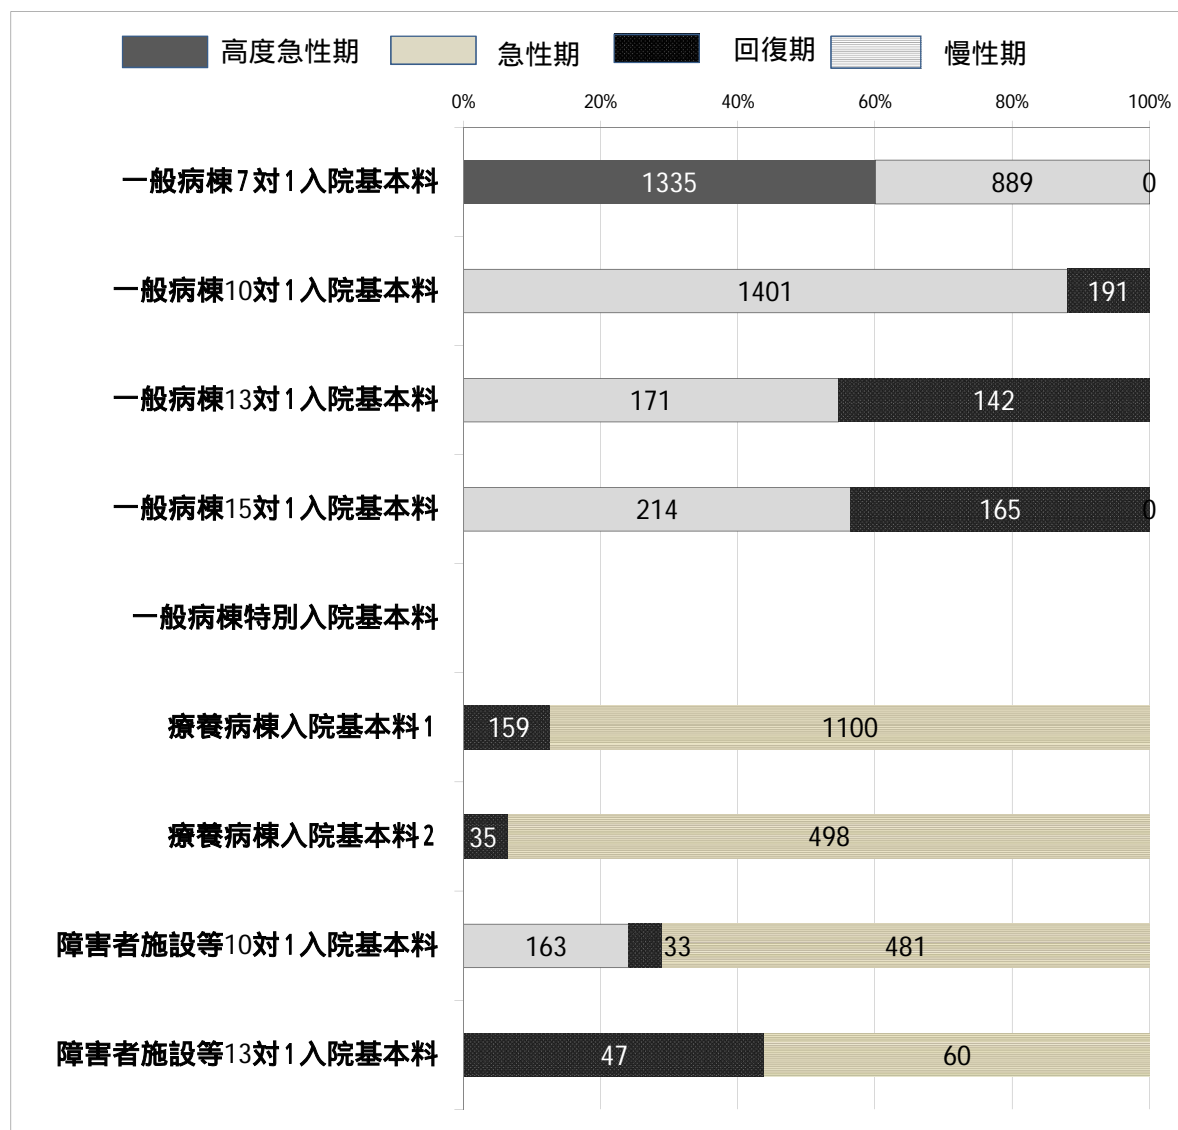 高度急性期 急性期 回復期 慢性期
0% 20% 40% 60% 80% 100%
一般病棟7対1入院基本料 1335 889 0
一般病棟10対1入院基本料 1401 191
一般病棟13対1入院基本料 171 142
一般病棟15対1入院基本料 214 165 0
一般病棟特別入院基本料
療養病棟入院基本料1 159 1100
療養病棟入院基本料2 35 498
障害者施設等10対1入院基本料 163 33 481
障害者施設等13対1入院基本料 47 60